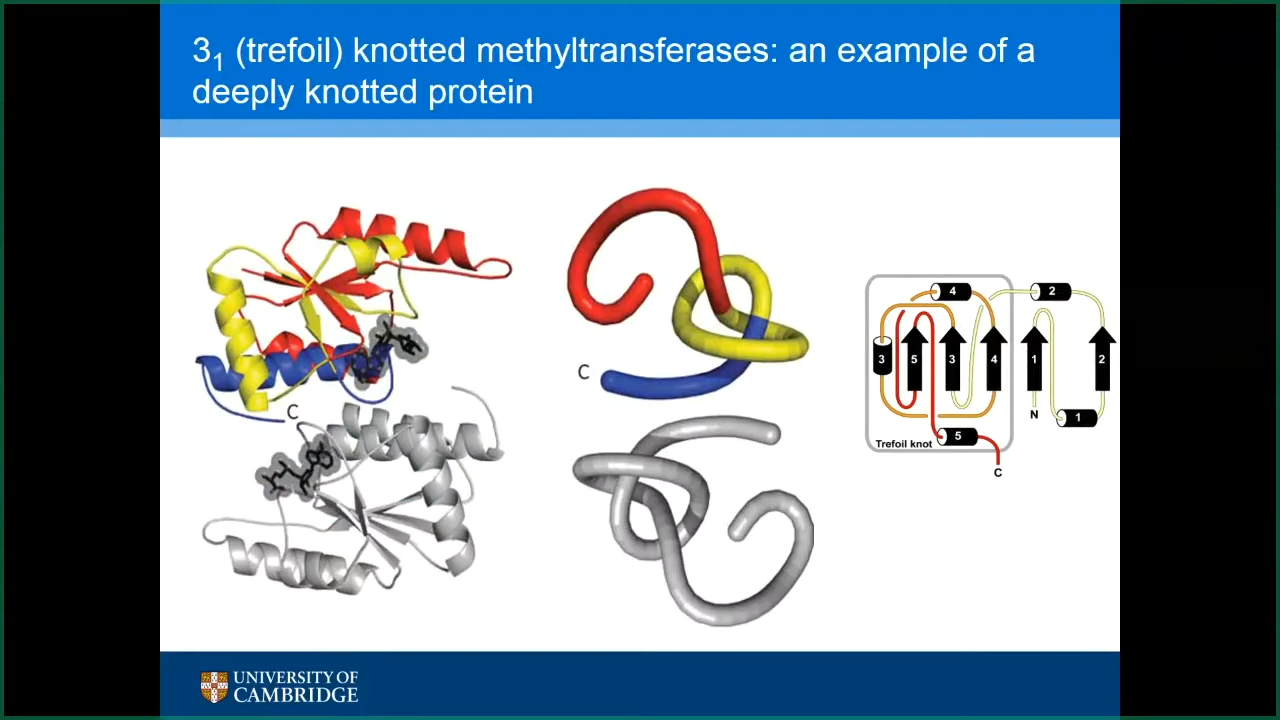 3₁ (trefoil) knotted methyltransferases: an example of a
deeply knotted protein
C
C
4
2
3
5
3
4
1
2
N
1
Trefoil knot
5
C
UNIVERSITY OF
CAMBRIDGE